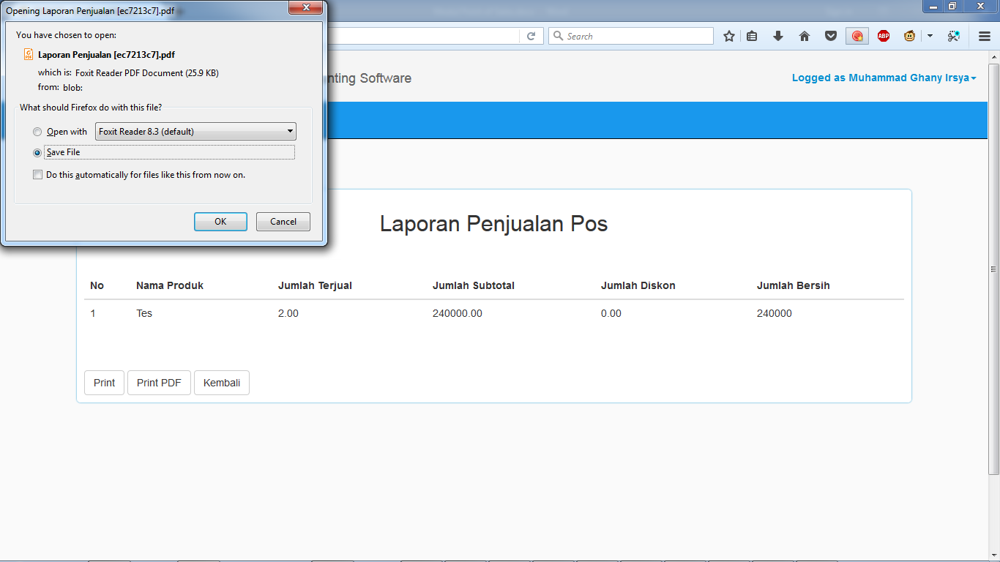 Opening Laporan Penjualan [ec7213c7].pdf
You have chosen to open:
Laporan Penjualan [ec7213c7].pdf
which is: Foxit Reader PDF Document (25.9 KB)
from: blob:
What should Firefox do with this file?
Open with Foxit Reader 8.3 (default)
Save File
Do this automatically for files like this from now on.
OK Cancel
Search
ABP
nting Software
Logged as Muhammad Ghany Irsya
Laporan Penjualan Pos
No Nama Produk Jumlah Terjual Jumlah Subtotal Jumlah Diskon Jumlah Bersih
1 Tes 2.00 240000.00 0.00 240000
Print Print PDF Kembali